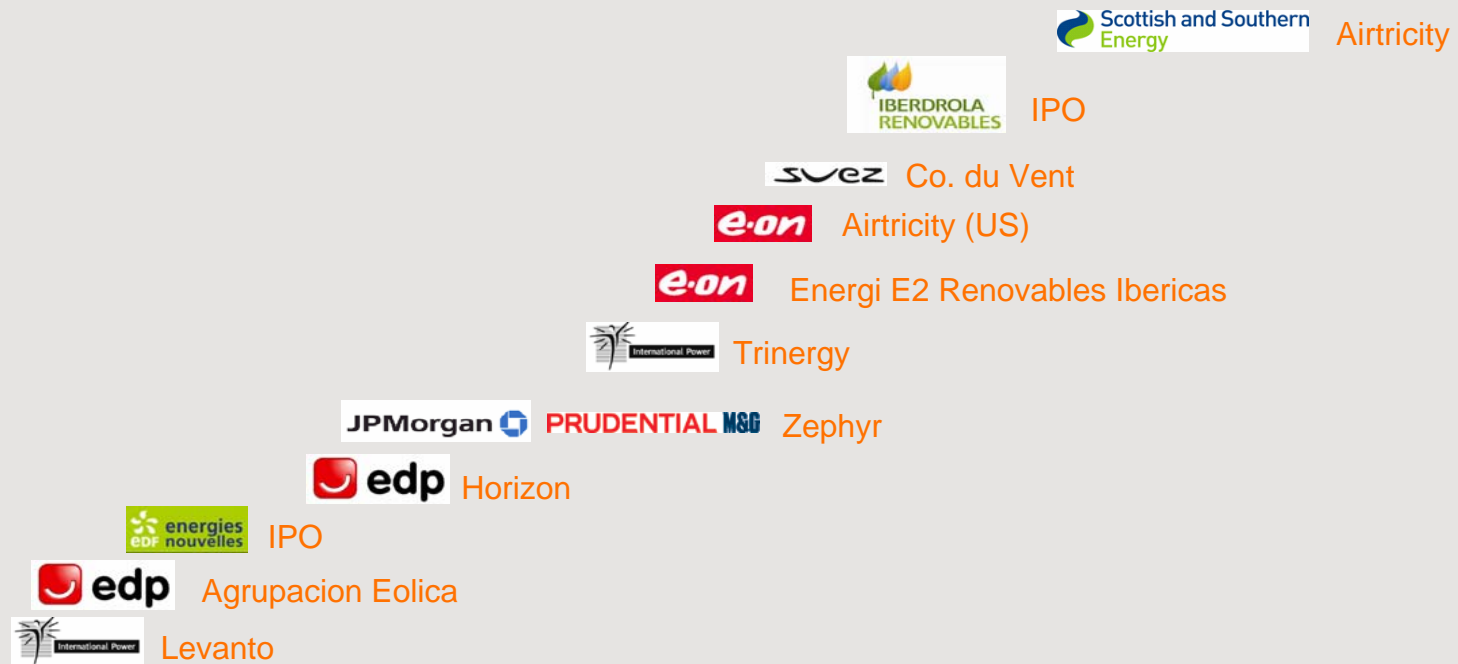 Scottish and Southern
Energy
Airtricity
IBERDROLA
RENOVABLES
IPO
suez Co. du Vent
e·on Airtricity (US)
e·on Energi E2 Renovables Ibericas
International Power Trinergy
JPMorgan PRUDENTIAL M&G Zephyr
edp Horizon
energies
edf nouvelles
IPO
edp Agrupacion Eolica
International Power Levanto